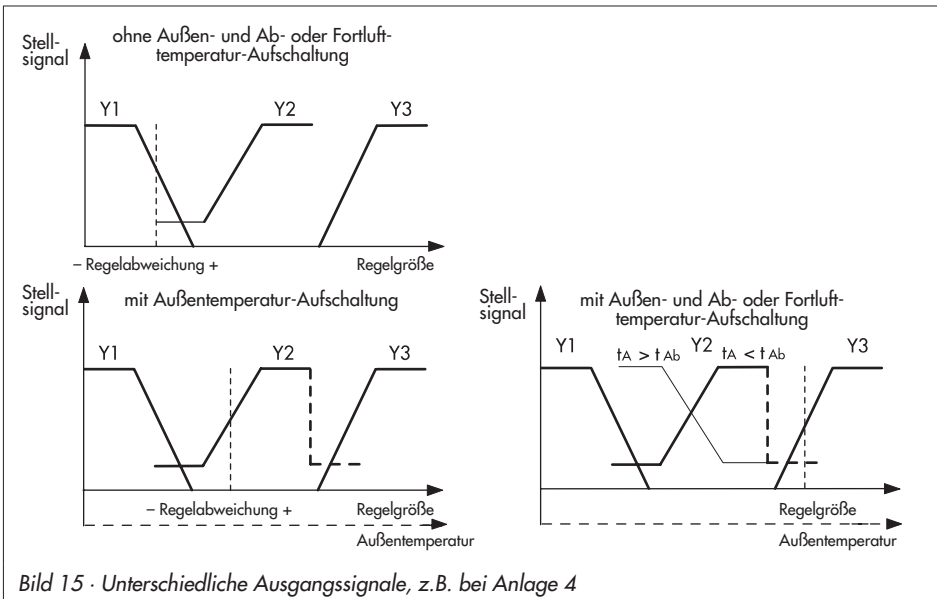 ohne Außen- und Ab- oder Fortluft-
temperatur-Aufschaltung
Stell-
signal
Y1
Y2
Y3
– Regelabweichung +
Regelgröße
mit Außentemperatur-Aufschaltung
Stell-
signal
Y1
Y2
Y3
– Regelabweichung +
Regelgröße
Außentemperatur
mit Außen- und Ab- oder Fortluft-
temperatur-Aufschaltung
Stell-
signal
Y1
tA > tAb
Y2
tA < tAb
Y3
Regelgröße
Außentemperatur
Bild 15 · Unterschiedliche Ausgangssignale, z.B. bei Anlage 4